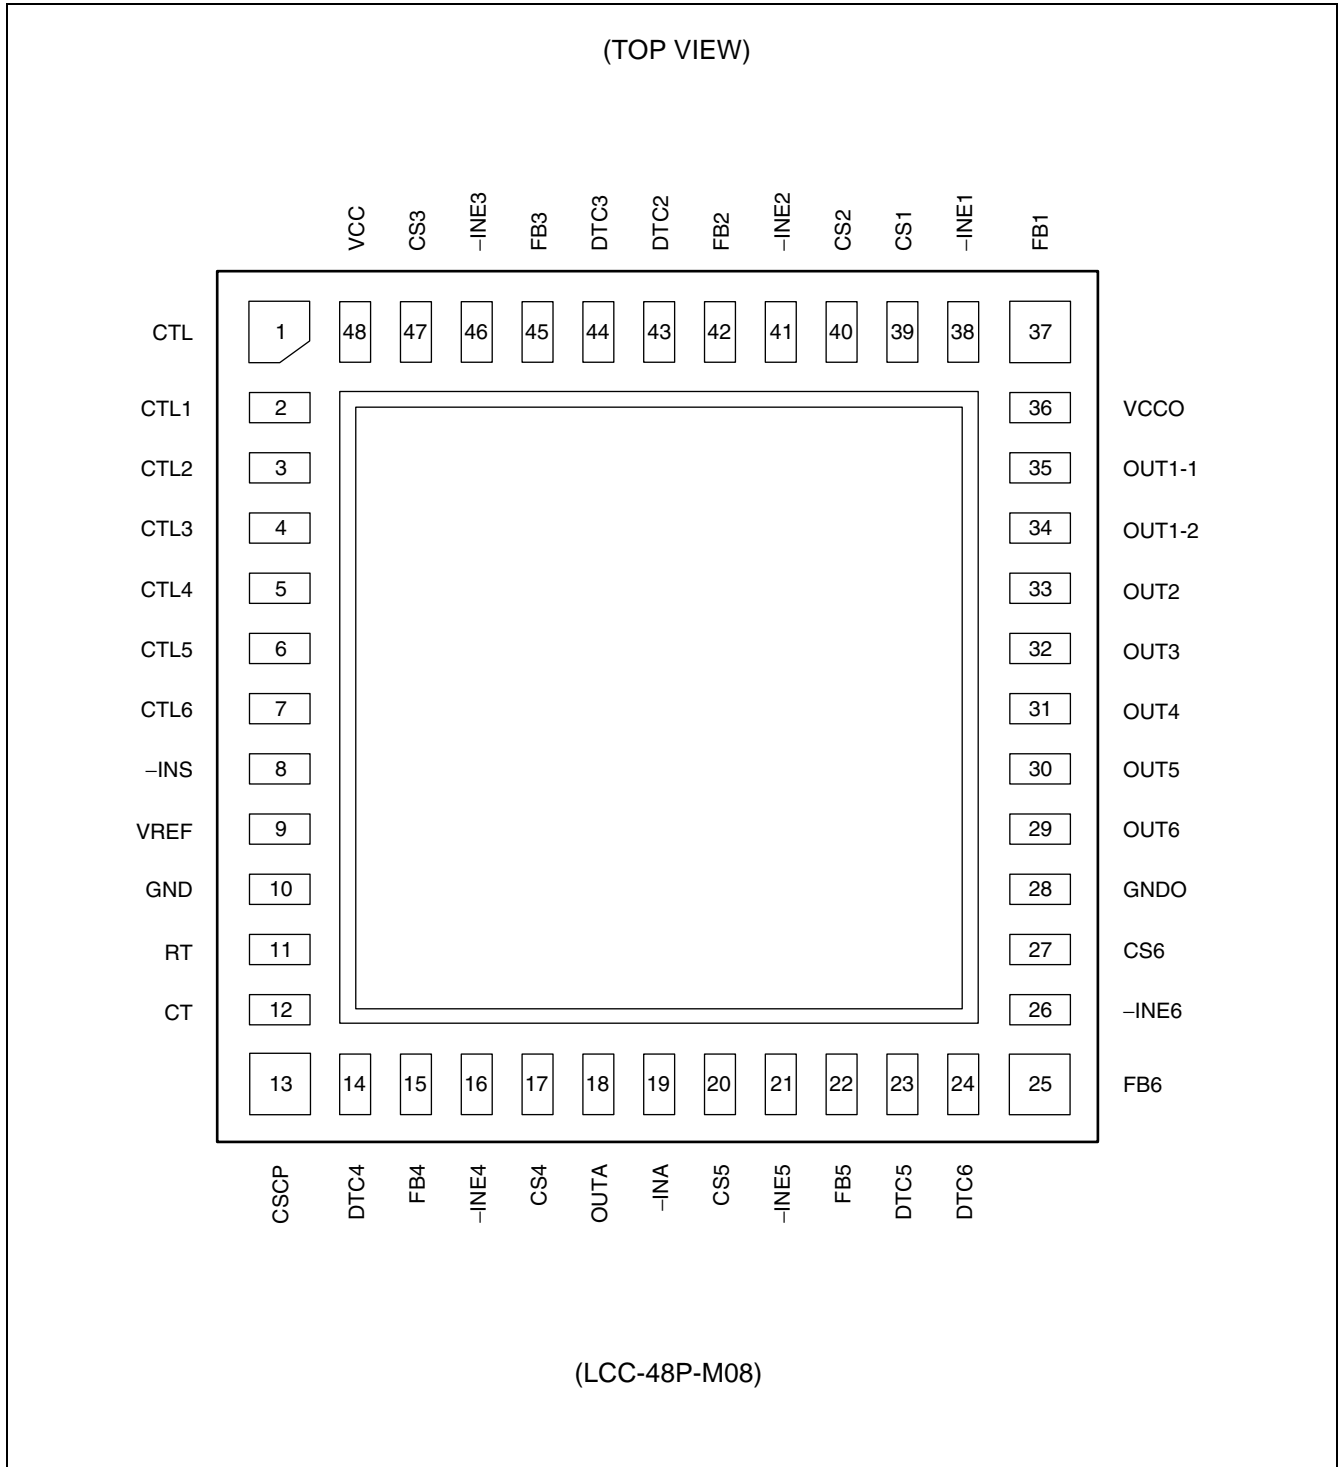 (TOP VIEW)
VCC
CS3
−INE3
FB3
DTC3
DTC2
FB2
−INE2
CS2
CS1
−INE1
FB1
CTL 1 48 47 46 45 44 43 42 41 40 39 38 37
CTL1 2 36 VCCO
CTL2 3 35 OUT1-1
CTL3 4 34 OUT1-2
CTL4 5 33 OUT2
CTL5 6 32 OUT3
CTL6 7 31 OUT4
−INS 8 30 OUT5
VREF 9 29 OUT6
GND 10 28 GNDO
RT 11 27 CS6
CT 12 26 −INE6
13 14 15 16 17 18 19 20 21 22 23 24 25 FB6
CSCP
DTC4
FB4
−INE4
CS4
OUTA
−INA
CS5
−INE5
FB5
DTC5
DTC6
(LCC-48P-M08)